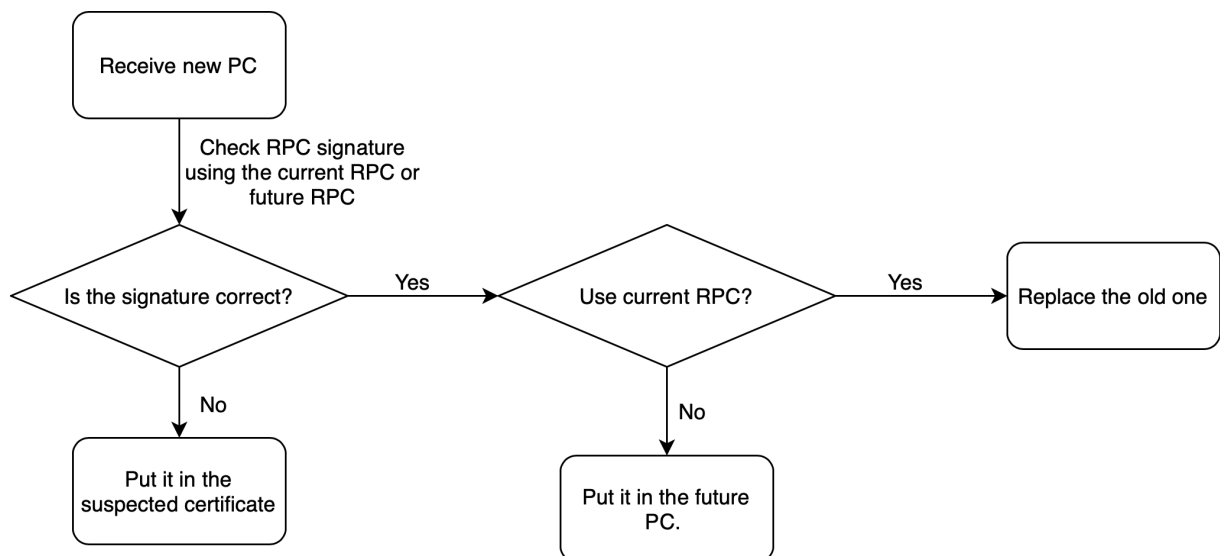 Receive new PC
Check RPC signature
using the current RPC or
future RPC
Is the signature correct?
Yes
Use current RPC?
Yes
Replace the old one
No
No
Put it in the
suspected certificate
Put it in the future
PC.